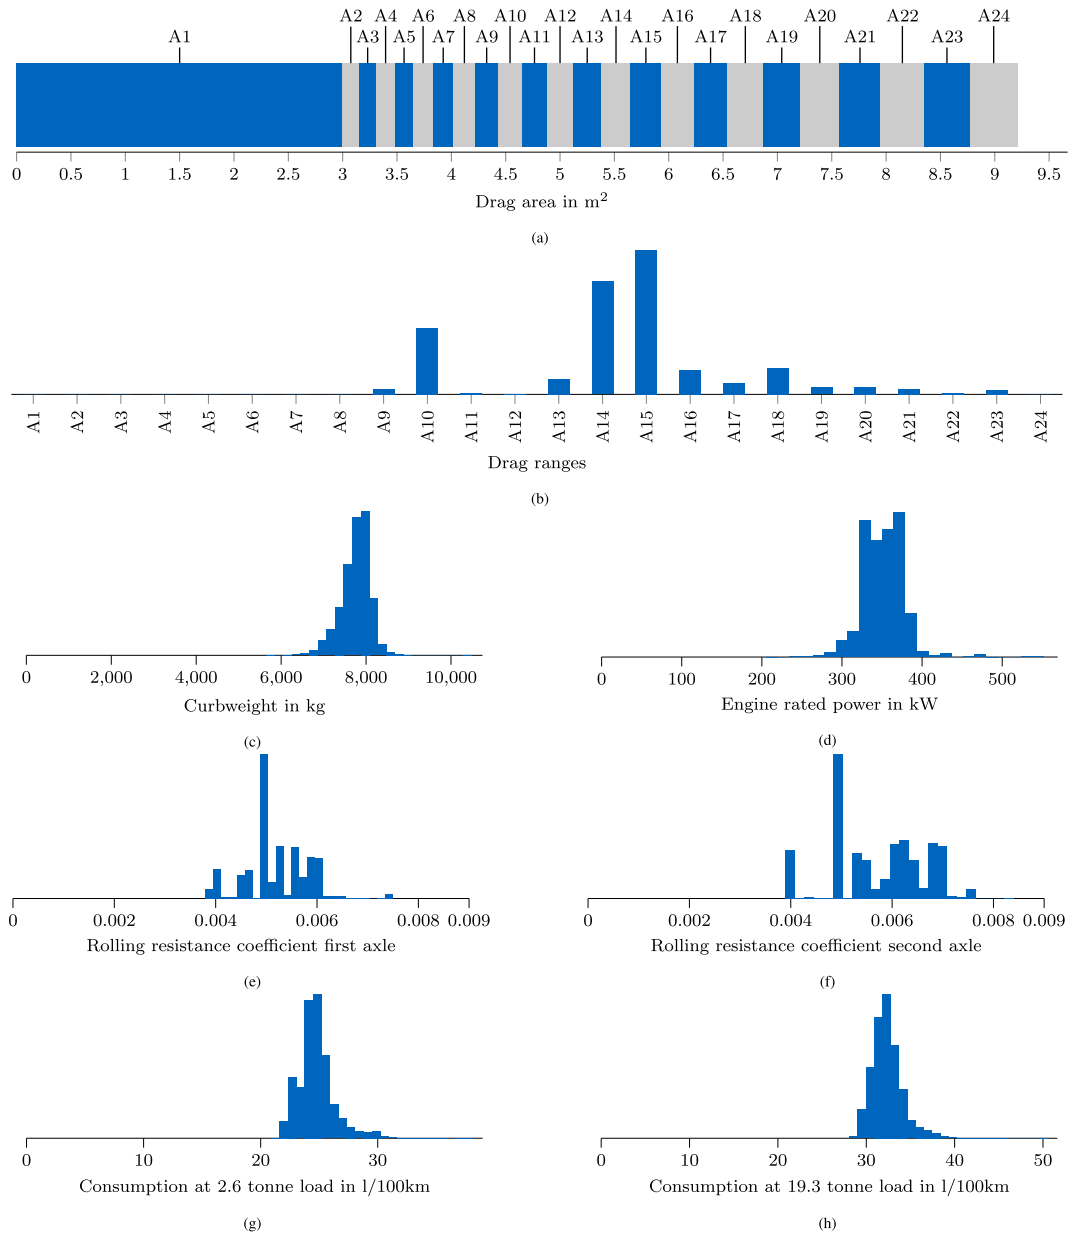 A2 A4 A6 A8 A10 A12 A14 A16 A18 A20 A22 A24
A1 A3 A5 A7 A9 A11 A13 A15 A17 A19 A21 A23
0 0.5 1 1.5 2 2.5 3 3.5 4 4.5 5 5.5 6 6.5 7 7.5 8 8.5 9 9.5
Drag area in m²
(a)
A1 A2 A3 A4 A5 A6 A7 A8 A9 A10 A11 A12 A13 A14 A15 A16 A17 A18 A19 A20 A21 A22 A23 A24
Drag ranges
(b)
0 2,000 4,000 6,000 8,000 10,000
Curbweight in kg
(c)
0 100 200 300 400 500
Engine rated power in kW
(d)
0 0.002 0.004 0.006 0.008 0.009
Rolling resistance coefficient first axle
(e)
0 0.002 0.004 0.006 0.008 0.009
Rolling resistance coefficient second axle
(f)
0 10 20 30
Consumption at 2.6 tonne load in l/100km
(g)
0 10 20 30 40 50
Consumption at 19.3 tonne load in l/100km
(h)